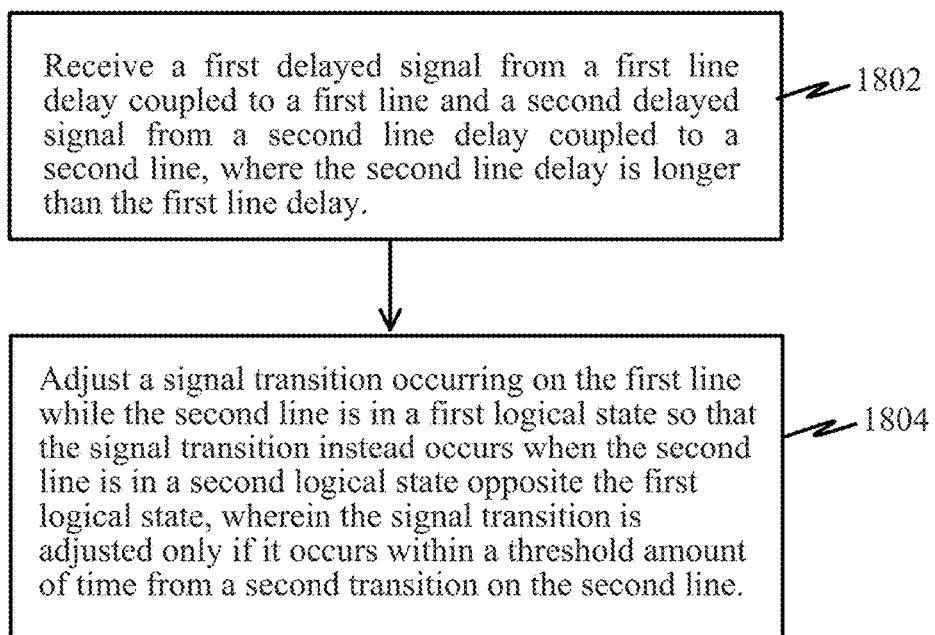 Receive a first delayed signal from a first line
delay coupled to a first line and a second delayed
signal from a second line delay coupled to a
second line, where the second line delay is longer
than the first line delay.
1802
Adjust a signal transition occurring on the first line
while the second line is in a first logical state so that
the signal transition instead occurs when the second
line is in a second logical state opposite the first
logical state, wherein the signal transition is
adjusted only if it occurs within a threshold amount
of time from a second transition on the second line.
1804